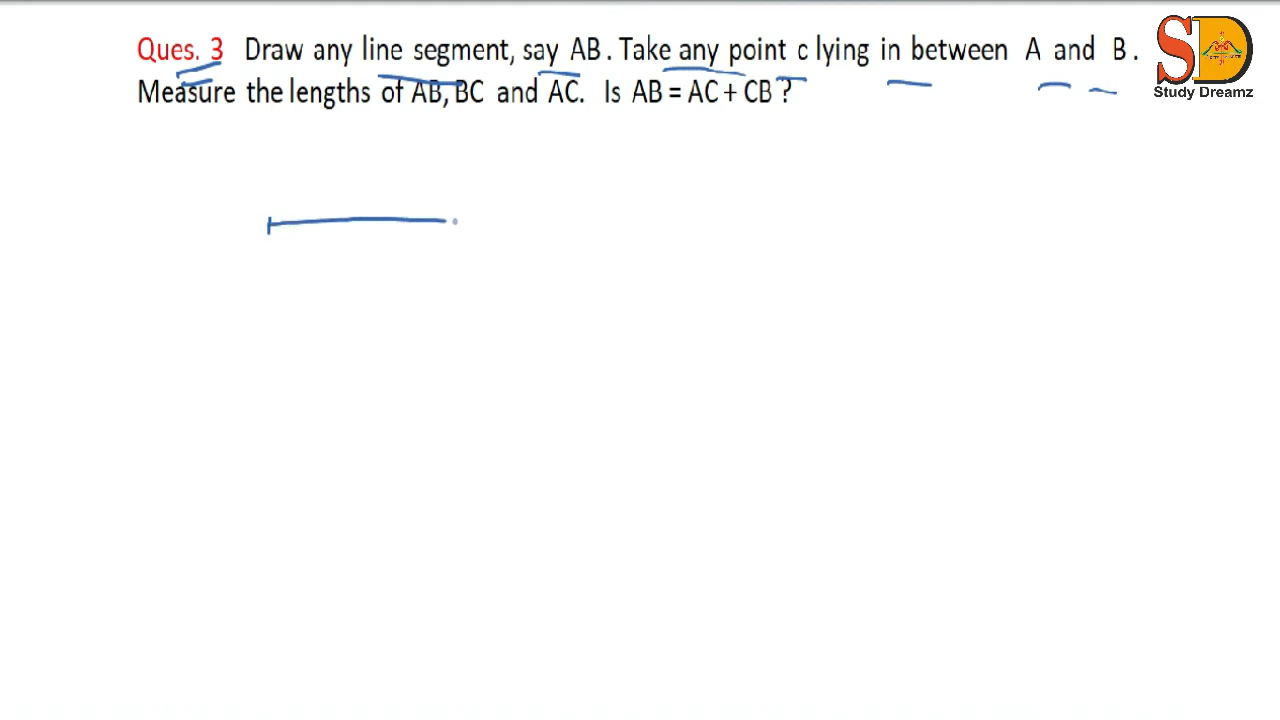 Ques. 3 Draw any line segment, say AB. Take any point c lying in between A and B.
Measure the lengths of AB, BC and AC. Is AB = AC + CB ?
SD
Study Dreamz